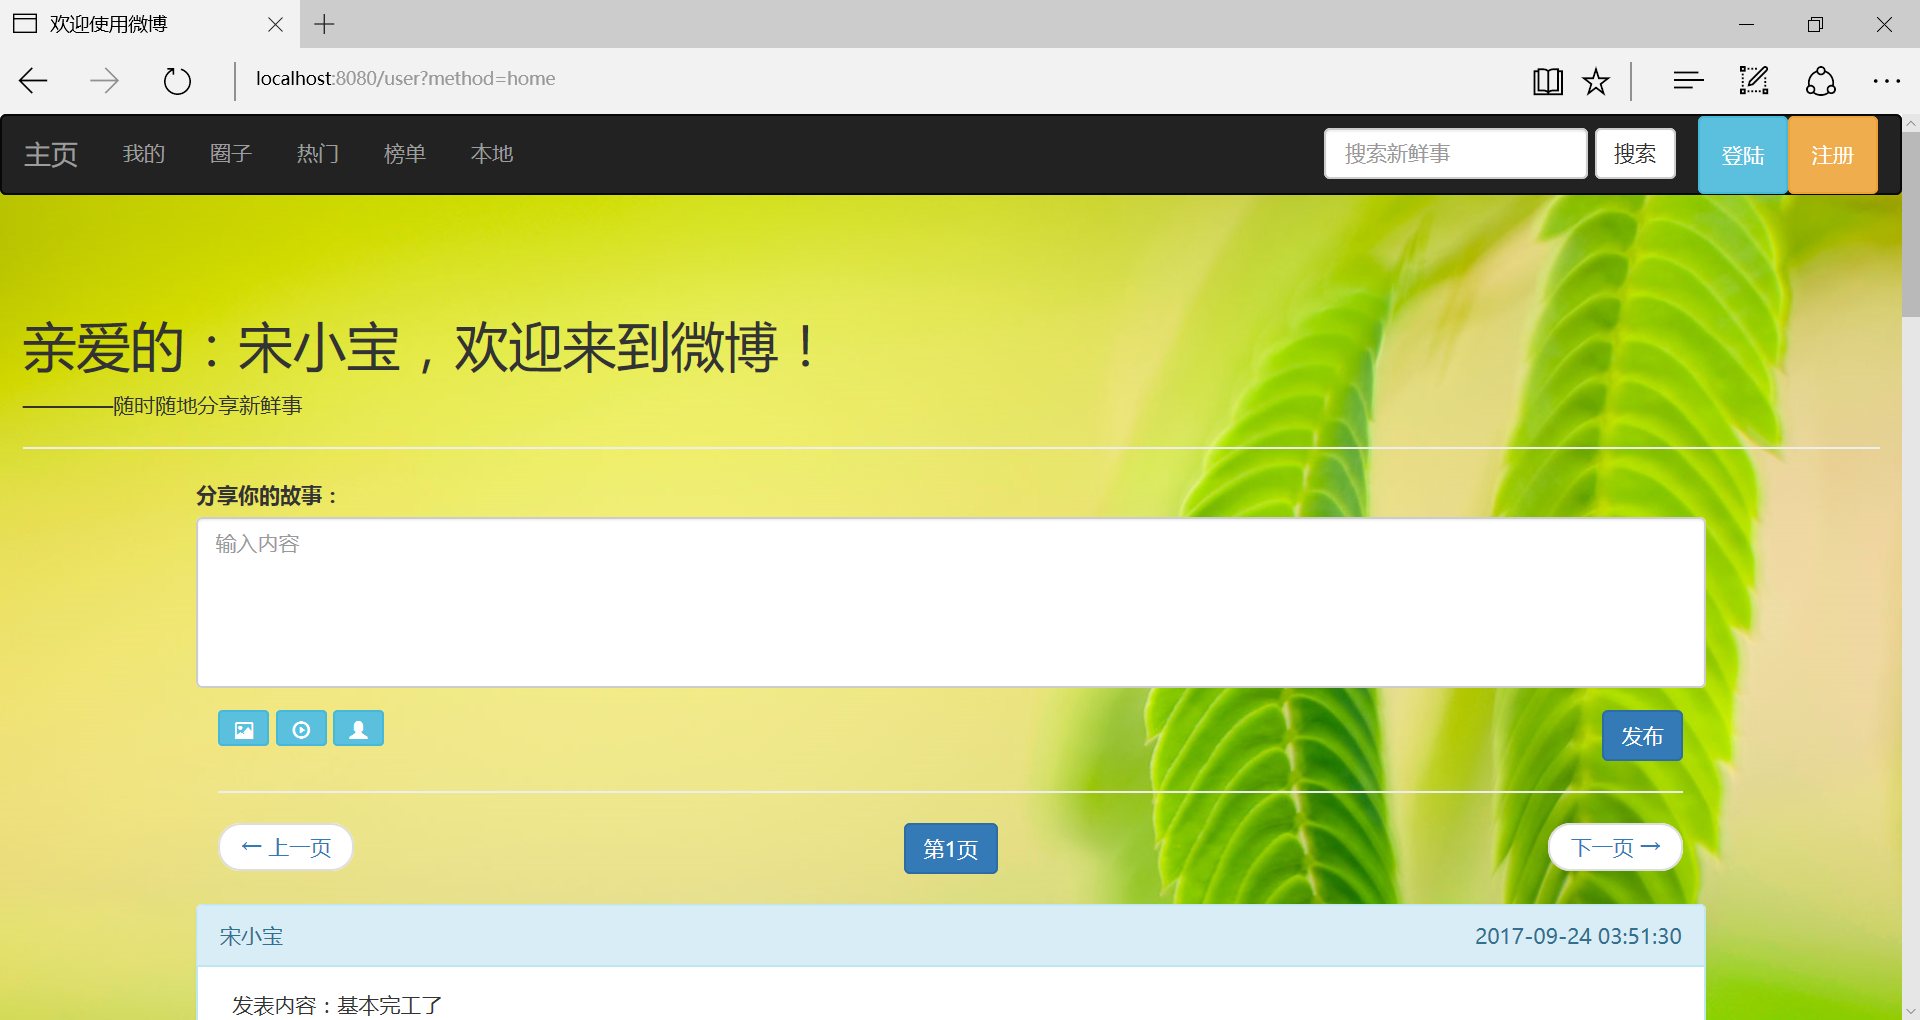 欢迎使用微博
localhost:8080/user?method=home
主页 我的 圈子 热门 榜单 本地 搜索新鲜事 搜索 登陆 注册
亲爱的：宋小宝，欢迎来到微博！
————随时随地分享新鲜事
分享你的故事：
输入内容
发布
← 上一页 第1页 下一页 →
宋小宝 2017-09-24 03:51:30
发表内容：基本完工了